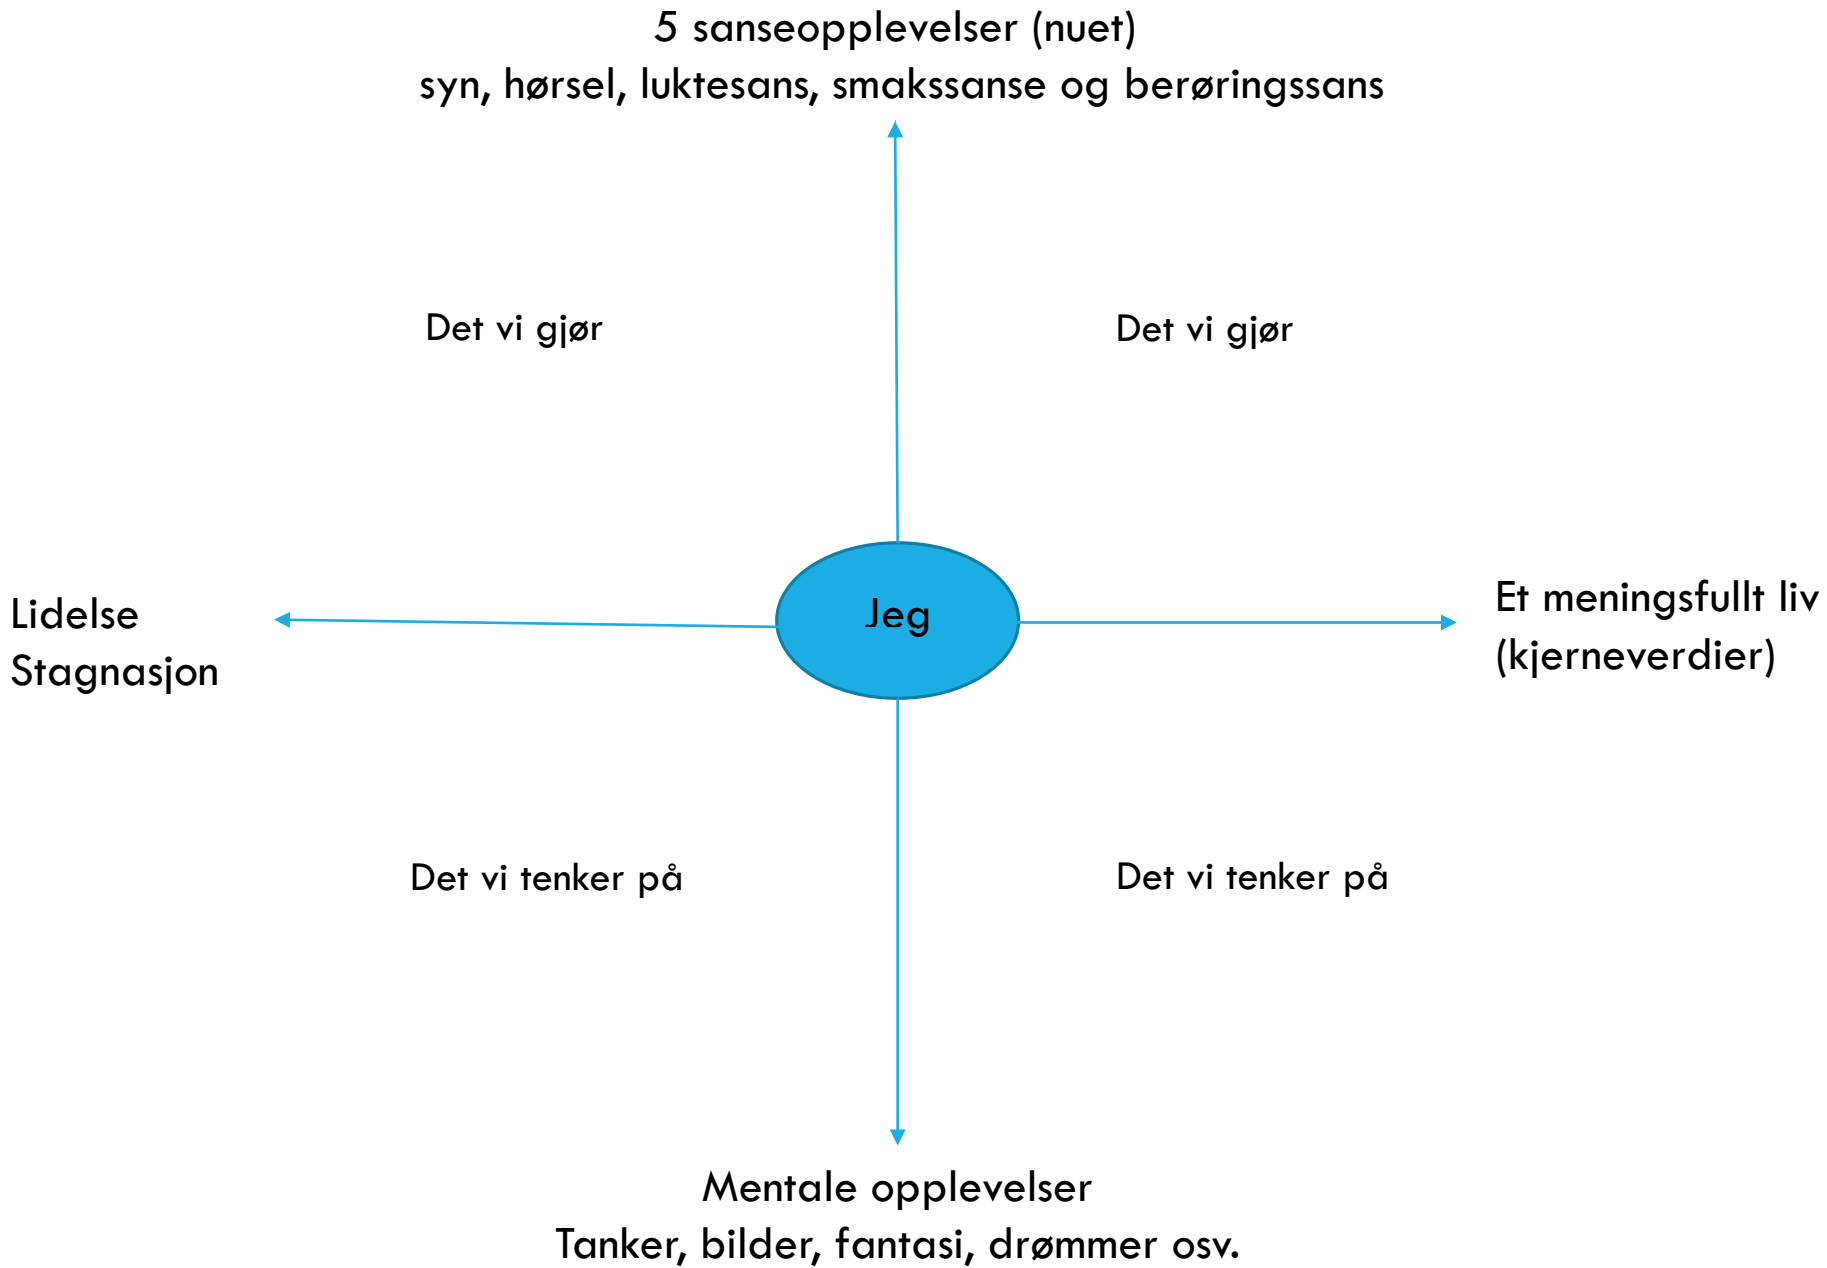 5 sanseopplevelser (nuet)
syn, hørsel, luktesans, smakssanse og berøringssans
Det vi gjør
Det vi gjør
Lidelse
Stagnasjon
Jeg
Et meningsfullt liv
(kjerneverdier)
Det vi tenker på
Det vi tenker på
Mentale opplevelser
Tanker, bilder, fantasi, drømmer osv.